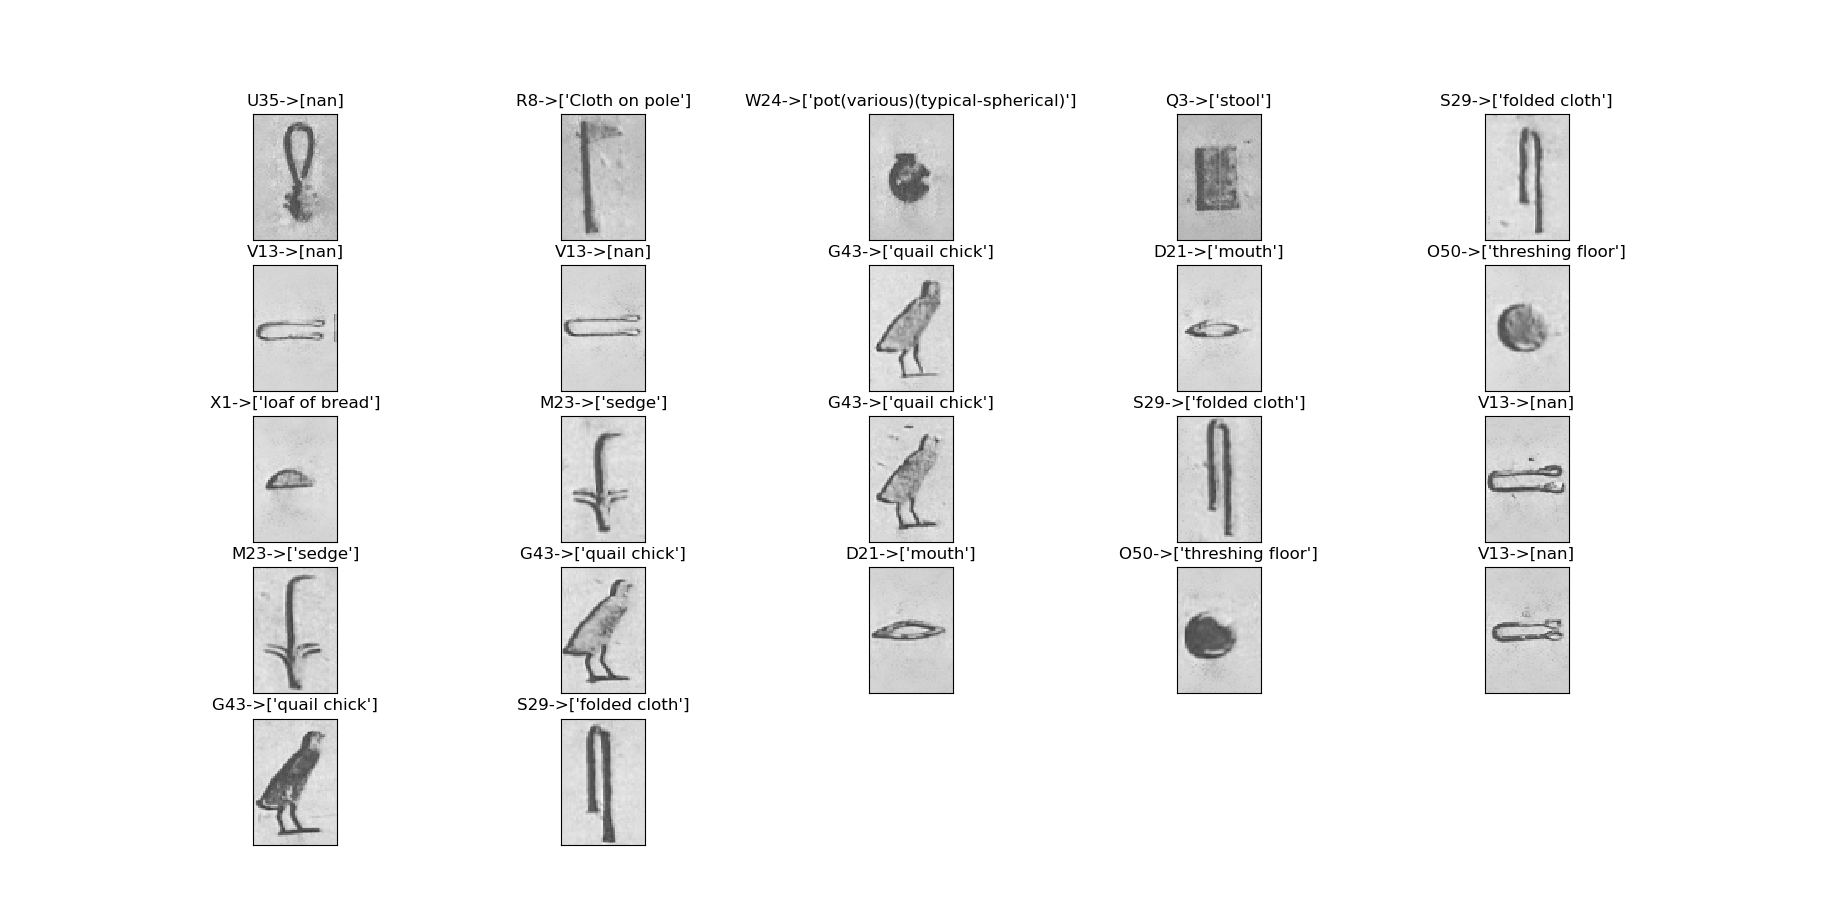 U35->[nan] R8->['Cloth on pole'] W24->['pot(various)(typical-spherical)'] Q3->['stool'] S29->['folded cloth']
V13->[nan] V13->[nan] G43->['quail chick'] D21->['mouth'] O50->['threshing floor']
X1->['loaf of bread'] M23->['sedge'] G43->['quail chick'] S29->['folded cloth'] V13->[nan]
M23->['sedge'] G43->['quail chick'] D21->['mouth'] O50->['threshing floor'] V13->[nan]
G43->['quail chick'] S29->['folded cloth']